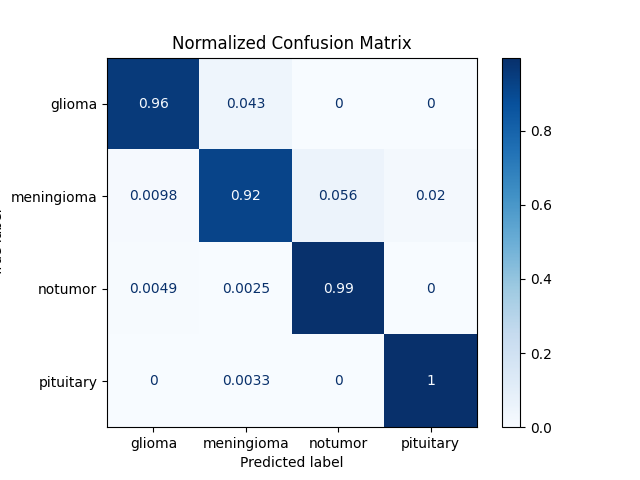 Normalized Confusion Matrix
glioma 0.96 0.043 0 0
meningioma 0.0098 0.92 0.056 0.02
notumor 0.0049 0.0025 0.99 0
pituitary 0 0.0033 0 1
glioma meningioma notumor pituitary
Predicted label
0.8
0.6
0.4
0.2
0.0